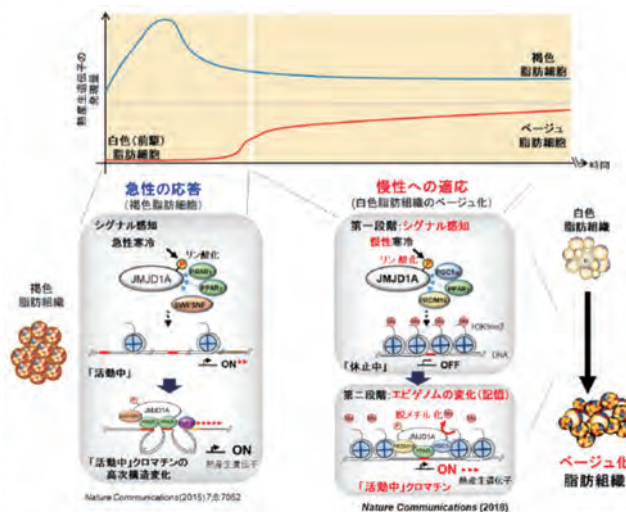 熱産生遺伝子の
発現量
褐色
脂肪細胞
白色(前駆)
脂肪細胞
ベージュ
脂肪細胞
時間
急性の応答
(褐色脂肪細胞)
シグナル感知
急性寒冷
リン酸化
P
JMJD1A
PPARγ
SWI/SNF
ON
「活動中」
JMJD1A
ON
「活動中」クロマチンの
高次構造変化
熱産生遺伝子
Nature Communications(2015)7;6:7052
褐色
脂肪組織
慢性への適応
(白色脂肪組織のベージュ化)
第一段階:シグナル感知
慢性寒冷
リン酸化
P
JMJD1A
PGC1α
PPARγ
PRDM16
H3K9me2
DNA
「休止中」
OFF
第二段階:エピゲノムの変化(記憶)
脱メチル化
JMJD1A
ON
「活動中」クロマチン
熱産生遺伝子
Nature Communications (2018)
白色
脂肪組織
ベージュ化
脂肪組織